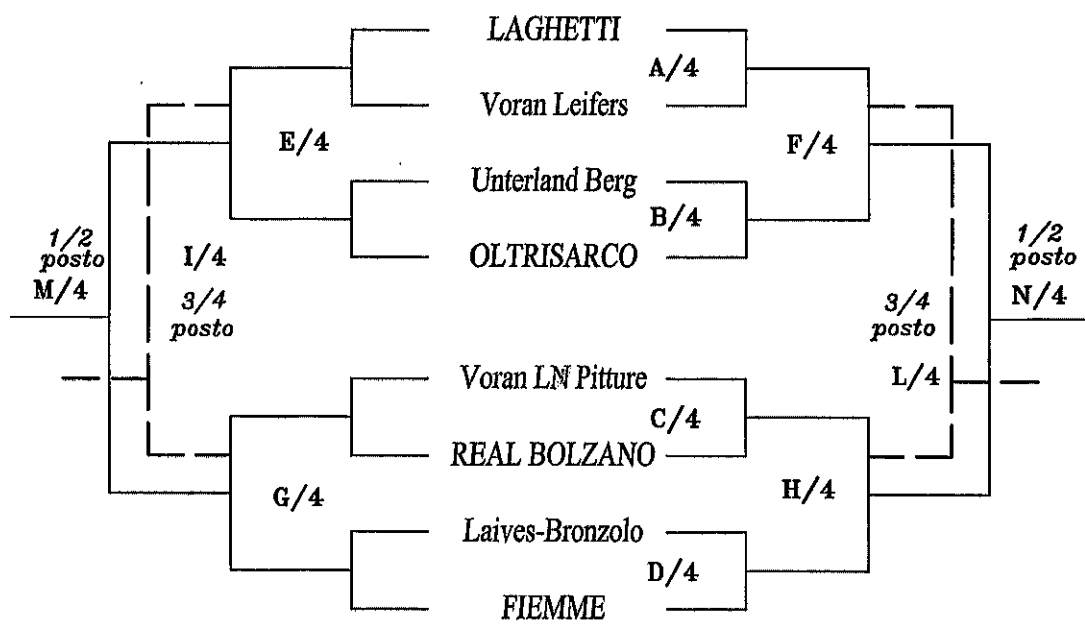 LAGHETTI
A/4
Voran Leifers
E/4
F/4
Unterland Berg
B/4
OLTRISARCO
1/2
posto
M/4
I/4
3/4
posto
1/2
posto
N/4
3/4
posto
L/4
Voran LN Pitture
C/4
REAL BOLZANO
G/4
H/4
Laives-Bronzolo
D/4
FIEMME